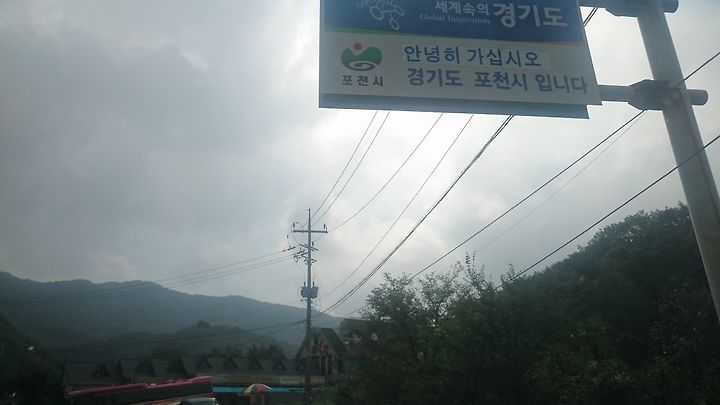 세계속의 경기도
Global Inspiration
안녕히 가십시오
포천시 경기도 포천시 입니다